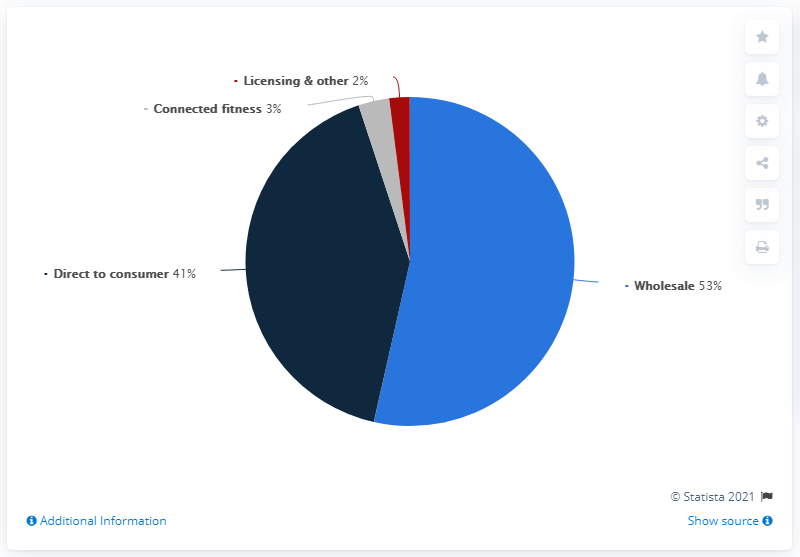 Licensing & other 2%
Connected fitness 3%
Direct to consumer 41%
Wholesale 53%
© Statista 2021
Additional Information
Show source